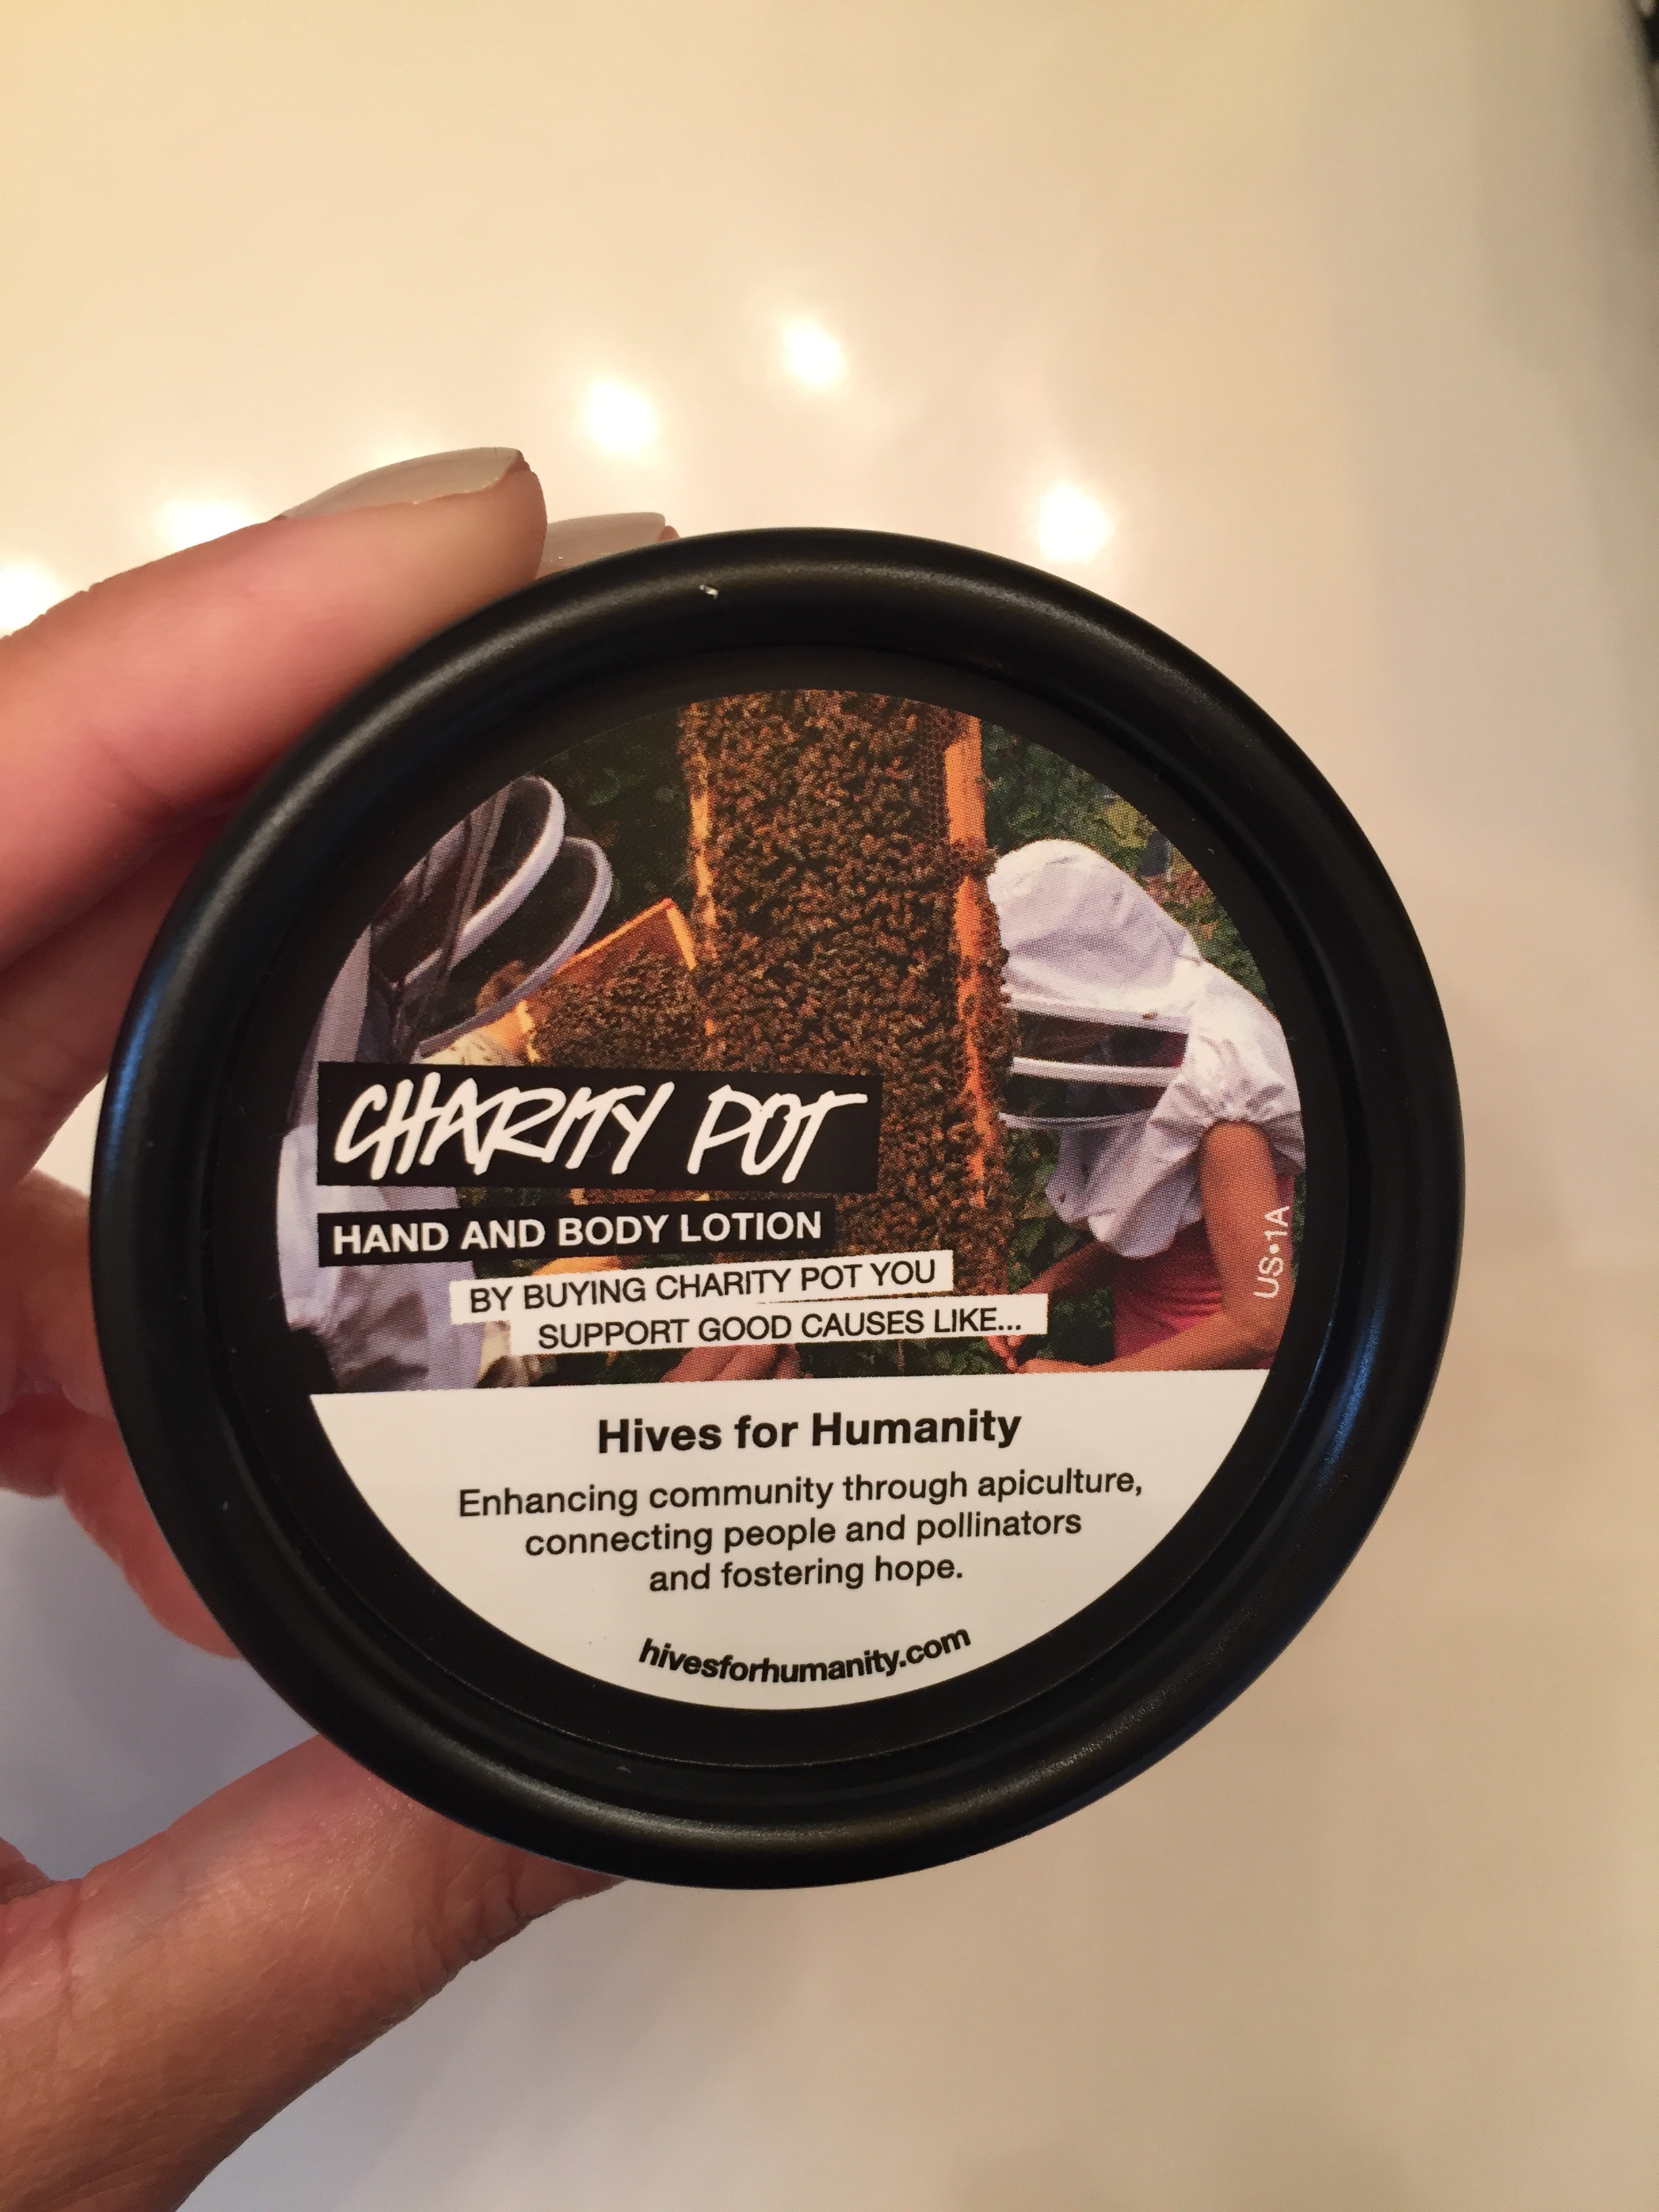 CHARITY POT
HAND AND BODY LOTION
BY BUYING CHARITY POT YOU
SUPPORT GOOD CAUSES LIKE...
US•1A
Hives for Humanity
Enhancing community through apiculture,
connecting people and pollinators
and fostering hope.
hivesforhumanity.com